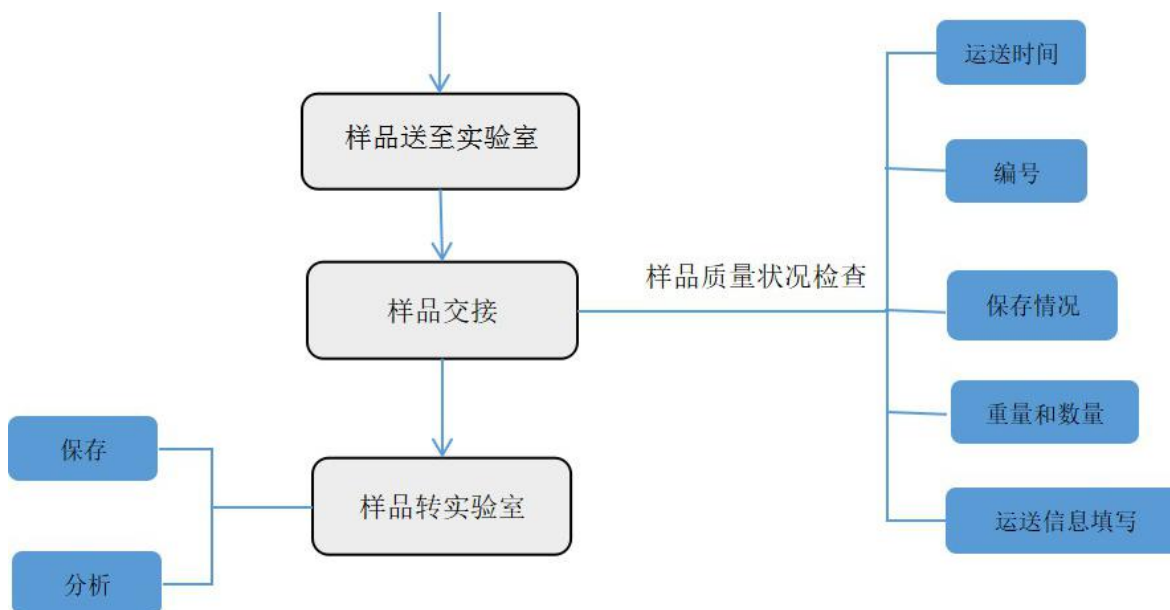 运送时间
样品送至实验室
编号
样品质量状况检查
保存情况
样品交接
重量和数量
保存
样品转实验室
运送信息填写
分析